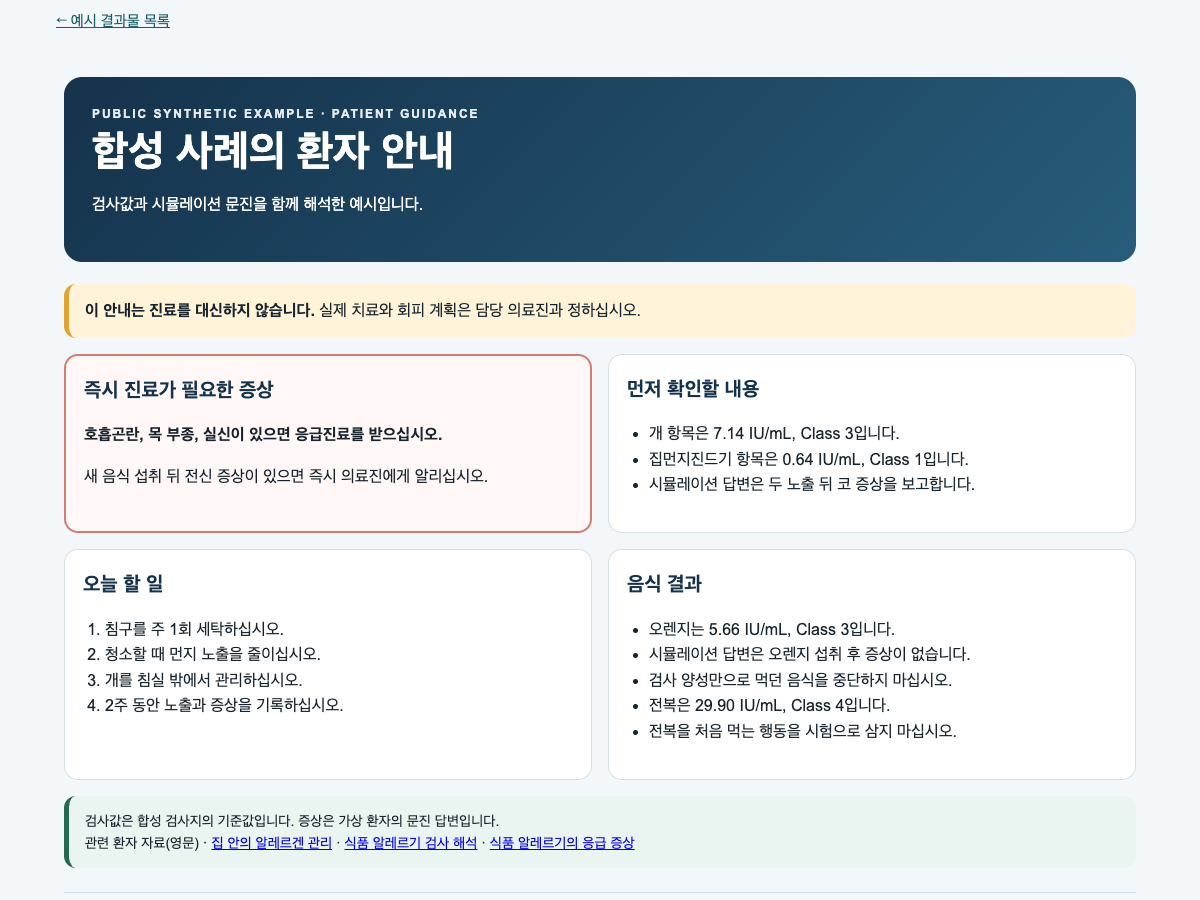 ← 예시 결과물 목록
PUBLIC SYNTHETIC EXAMPLE · PATIENT GUIDANCE
합성 사례의 환자 안내
검사값과 시뮬레이션 문진을 함께 해석한 예시입니다.
이 안내는 진료를 대신하지 않습니다. 실제 치료와 회피 계획은 담당 의료진과 정하십시오.
즉시 진료가 필요한 증상
호흡곤란, 목 부종, 실신이 있으면 응급진료를 받으십시오.
새 음식 섭취 뒤 전신 증상이 있으면 즉시 의료진에게 알리십시오.
먼저 확인할 내용
• 개 항목은 7.14 IU/mL, Class 3입니다.
• 집먼지진드기 항목은 0.64 IU/mL, Class 1입니다.
• 시뮬레이션 답변은 두 노출 뒤 코 증상을 보고합니다.
오늘 할 일
1. 침구를 주 1회 세탁하십시오.
2. 청소할 때 먼지 노출을 줄이십시오.
3. 개를 침실 밖에서 관리하십시오.
4. 2주 동안 노출과 증상을 기록하십시오.
음식 결과
• 오렌지는 5.66 IU/mL, Class 3입니다.
• 시뮬레이션 답변은 오렌지 섭취 후 증상이 없습니다.
• 검사 양성만으로 먹던 음식을 중단하지 마십시오.
• 전복은 29.90 IU/mL, Class 4입니다.
• 전복을 처음 먹는 행동을 시험으로 삼지 마십시오.
검사값은 합성 검사지의 기준값입니다. 증상은 가상 환자의 문진 답변입니다.
관련 환자 자료(영문) · 집 안의 알레르겐 관리 · 식품 알레르기 검사 해석 · 식품 알레르기의 응급 증상